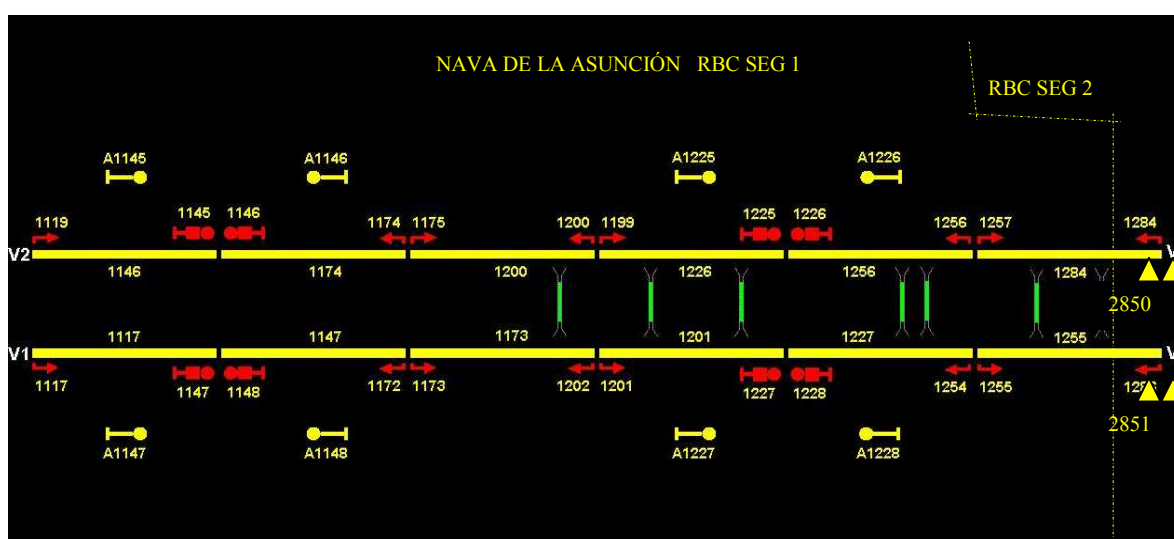 NAVA DE LA ASUNCIÓN RBC SEG 1
RBC SEG 2
A1145 A1146 A1225 A1226
1119 1145 1146 1174 1175 1200 1199 1225 1226 1256 1257 1284
V2 V
1146 1174 1200 1226 1256 1284
2850
1117 1147 1173 1201 1227 1255
V1 V
1117 1147 1148 1172 1173 1202 1201 1227 1228 1254 1255
2851
A1147 A1148 A1227 A1228